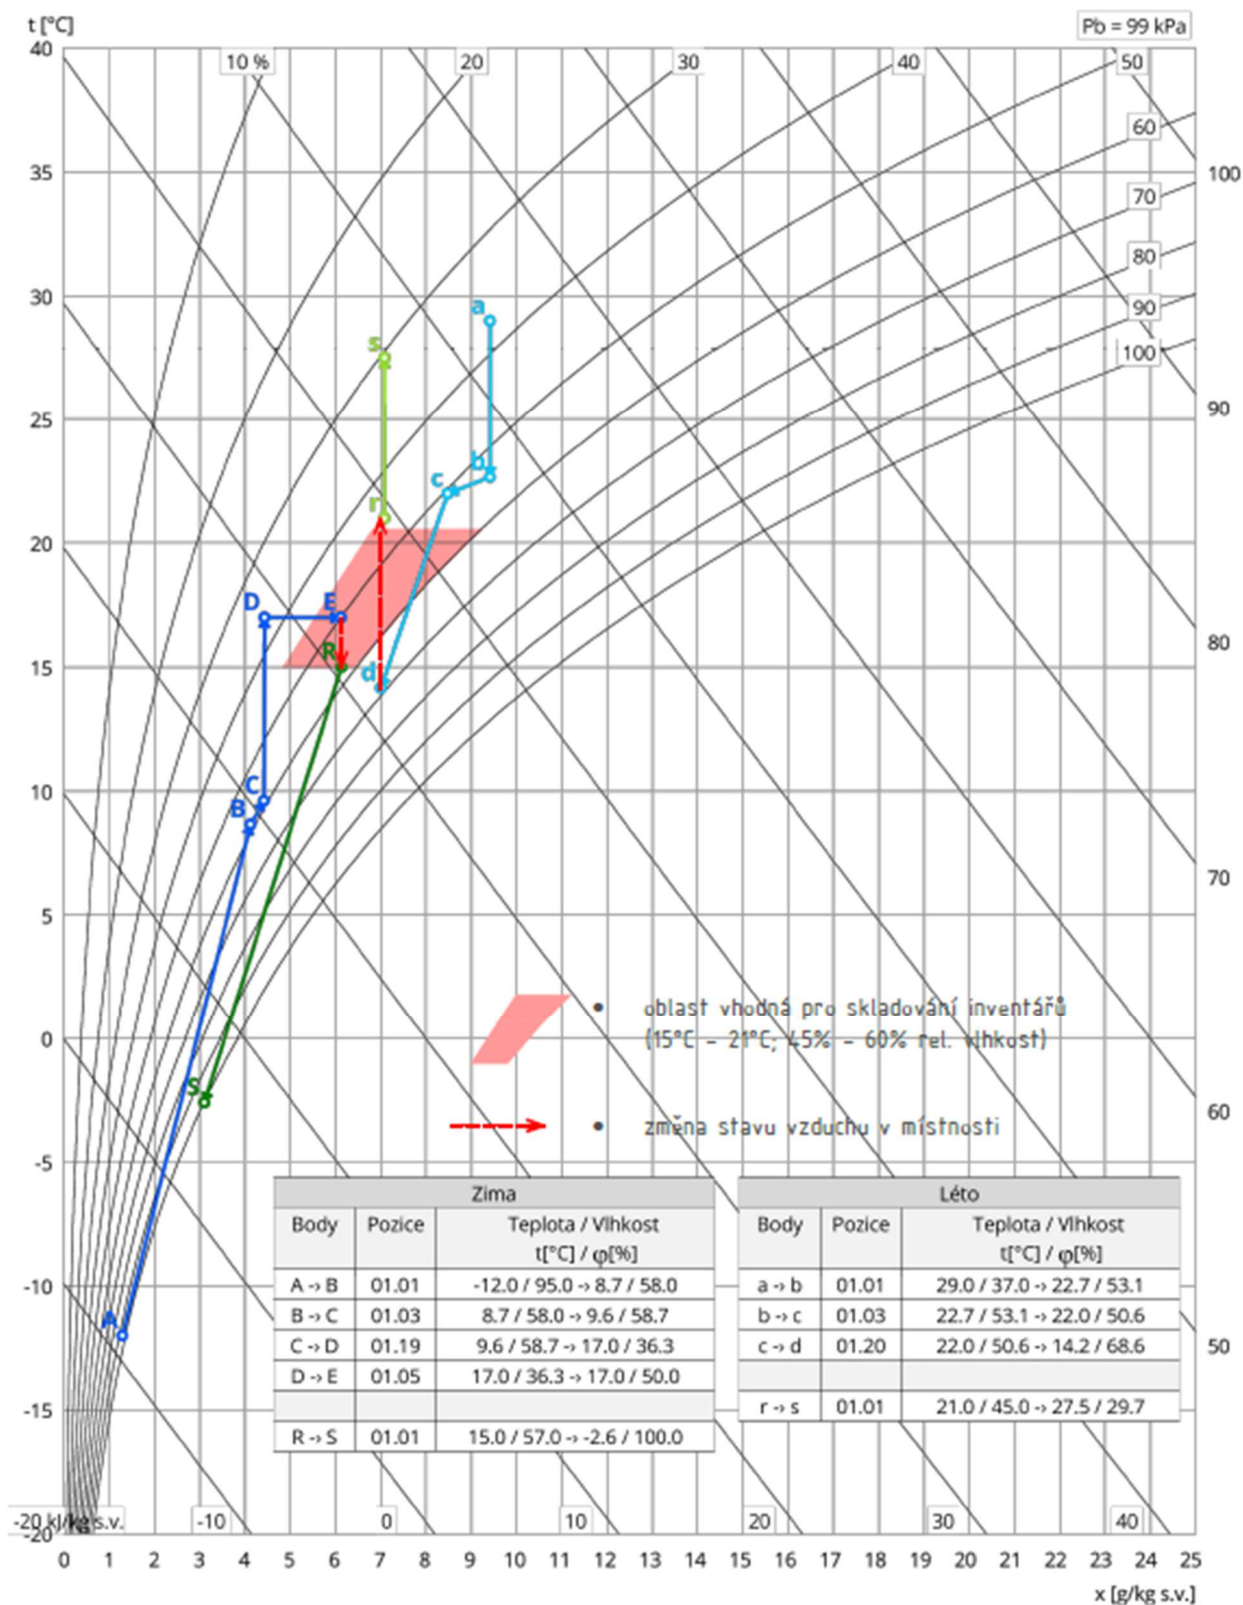 t [°C]
Pb = 99 kPa
40
10 %
20
30
40
50
60
35
100
70
80
30
a
90
s
100
25
90
b
c
r
20
D
E
80
15
R
d
10
C
B
70
5
oblast vhodná pro skladování inventářů
0
(15°C - 21°C; 45% - 60% rel. vlhkost)
S
60
změna stavu vzduchu v místnosti
-5
Zima
Body Pozice Teplota / Vlhkost
t[°C] / φ[%]
A -> B 01.01 -12.0 / 95.0 -> 8.7 / 58.0
B -> C 01.03 8.7 / 58.0 -> 9.6 / 58.7
C -> D 01.19 9.6 / 58.7 -> 17.0 / 36.3
D -> E 01.05 17.0 / 36.3 -> 17.0 / 50.0
R -> S 01.01 15.0 / 57.0 -> -2.6 / 100.0
Léto
Body Pozice Teplota / Vlhkost
t[°C] / φ[%]
a -> b 01.01 29.0 / 37.0 -> 22.7 / 53.1
b -> c 01.03 22.7 / 53.1 -> 22.0 / 50.6
c -> d 01.20 22.0 / 50.6 -> 14.2 / 68.6
r -> s 01.01 21.0 / 45.0 -> 27.5 / 29.7
-10
A
50
-15
-20 kJ/kg s.v.
-10
0
10
20
30
40
-20
0 1 2 3 4 5 6 7 8 9 10 11 12 13 14 15 16 17 18 19 20 21 22 23 24 25
x [g/kg s.v.]